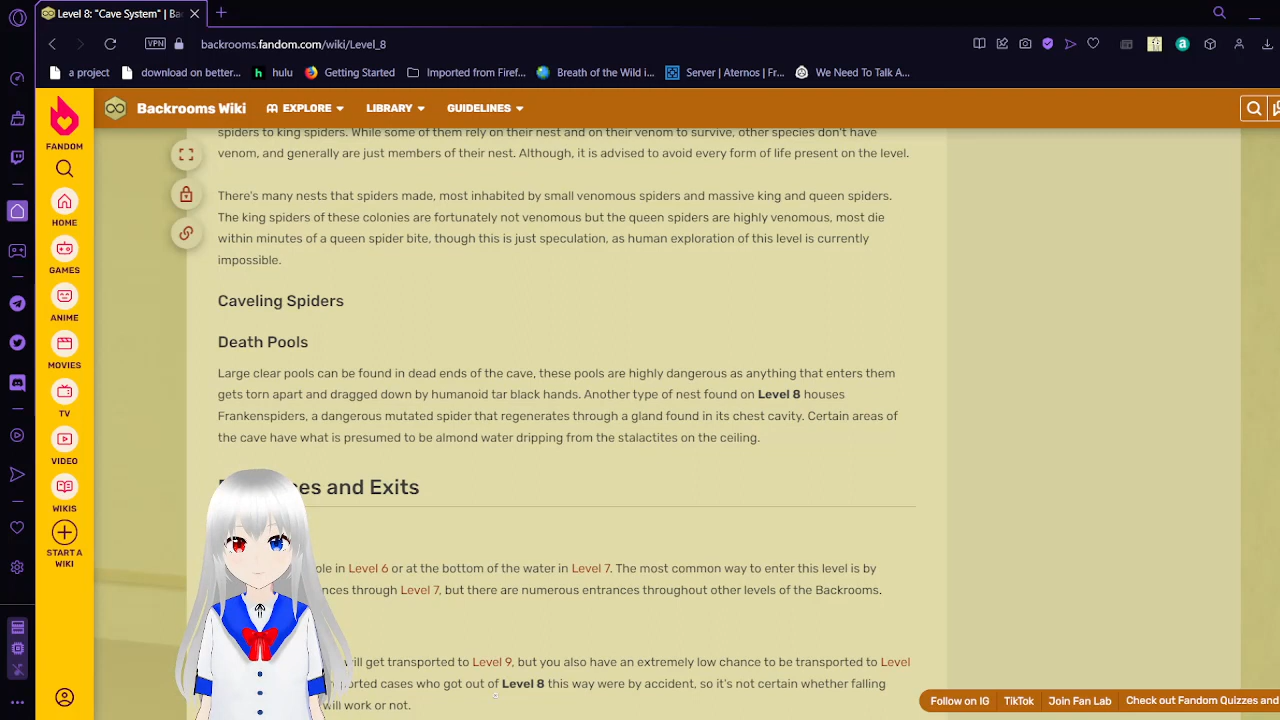 Level 8: "Cave System" | Bac
backrooms.fandom.com/wiki/Level_8
VPN
a project
download on better...
hulu
Getting Started
Imported from Firef...
Breath of the Wild i...
Server | Aternos | Fr...
We Need To Talk A...
FANDOM
Backrooms Wiki
EXPLORE
LIBRARY
GUIDELINES
HOME
GAMES
ANIME
MOVIES
TV
VIDEO
WIKIS
START A
WIKI
spiders to king spiders. While some of them rely on their nest and on their venom to survive, other species don't have
venom, and generally are just members of their nest. Although, it is advised to avoid every form of life present on the level.
There's many nests that spiders made, most inhabited by small venomous spiders and massive king and queen spiders.
The king spiders of these colonies are fortunately not venomous but the queen spiders are highly venomous, most die
within minutes of a queen spider bite, though this is just speculation, as human exploration of this level is currently
impossible.
Caveling Spiders
Death Pools
Large clear pools can be found in dead ends of the cave, these pools are highly dangerous as anything that enters them
gets torn apart and dragged down by humanoid tar black hands. Another type of nest found on Level 8 houses
Frankenspiders, a dangerous mutated spider that regenerates through a gland found in its chest cavity. Certain areas of
the cave have what is presumed to be almond water dripping from the stalactites on the ceiling.
and Exits
in Level 6 or at the bottom of the water in Level 7. The most common way to enter this level is by
through Level 7, but there are numerous entrances throughout other levels of the Backrooms.
will get transported to Level 9, but you also have an extremely low chance to be transported to Level
cases who got out of Level 8 this way were by accident, so it's not certain whether falling
will work or not.
Follow on IG
TikTok
Join Fan Lab
Check out Fandom Quizzes and